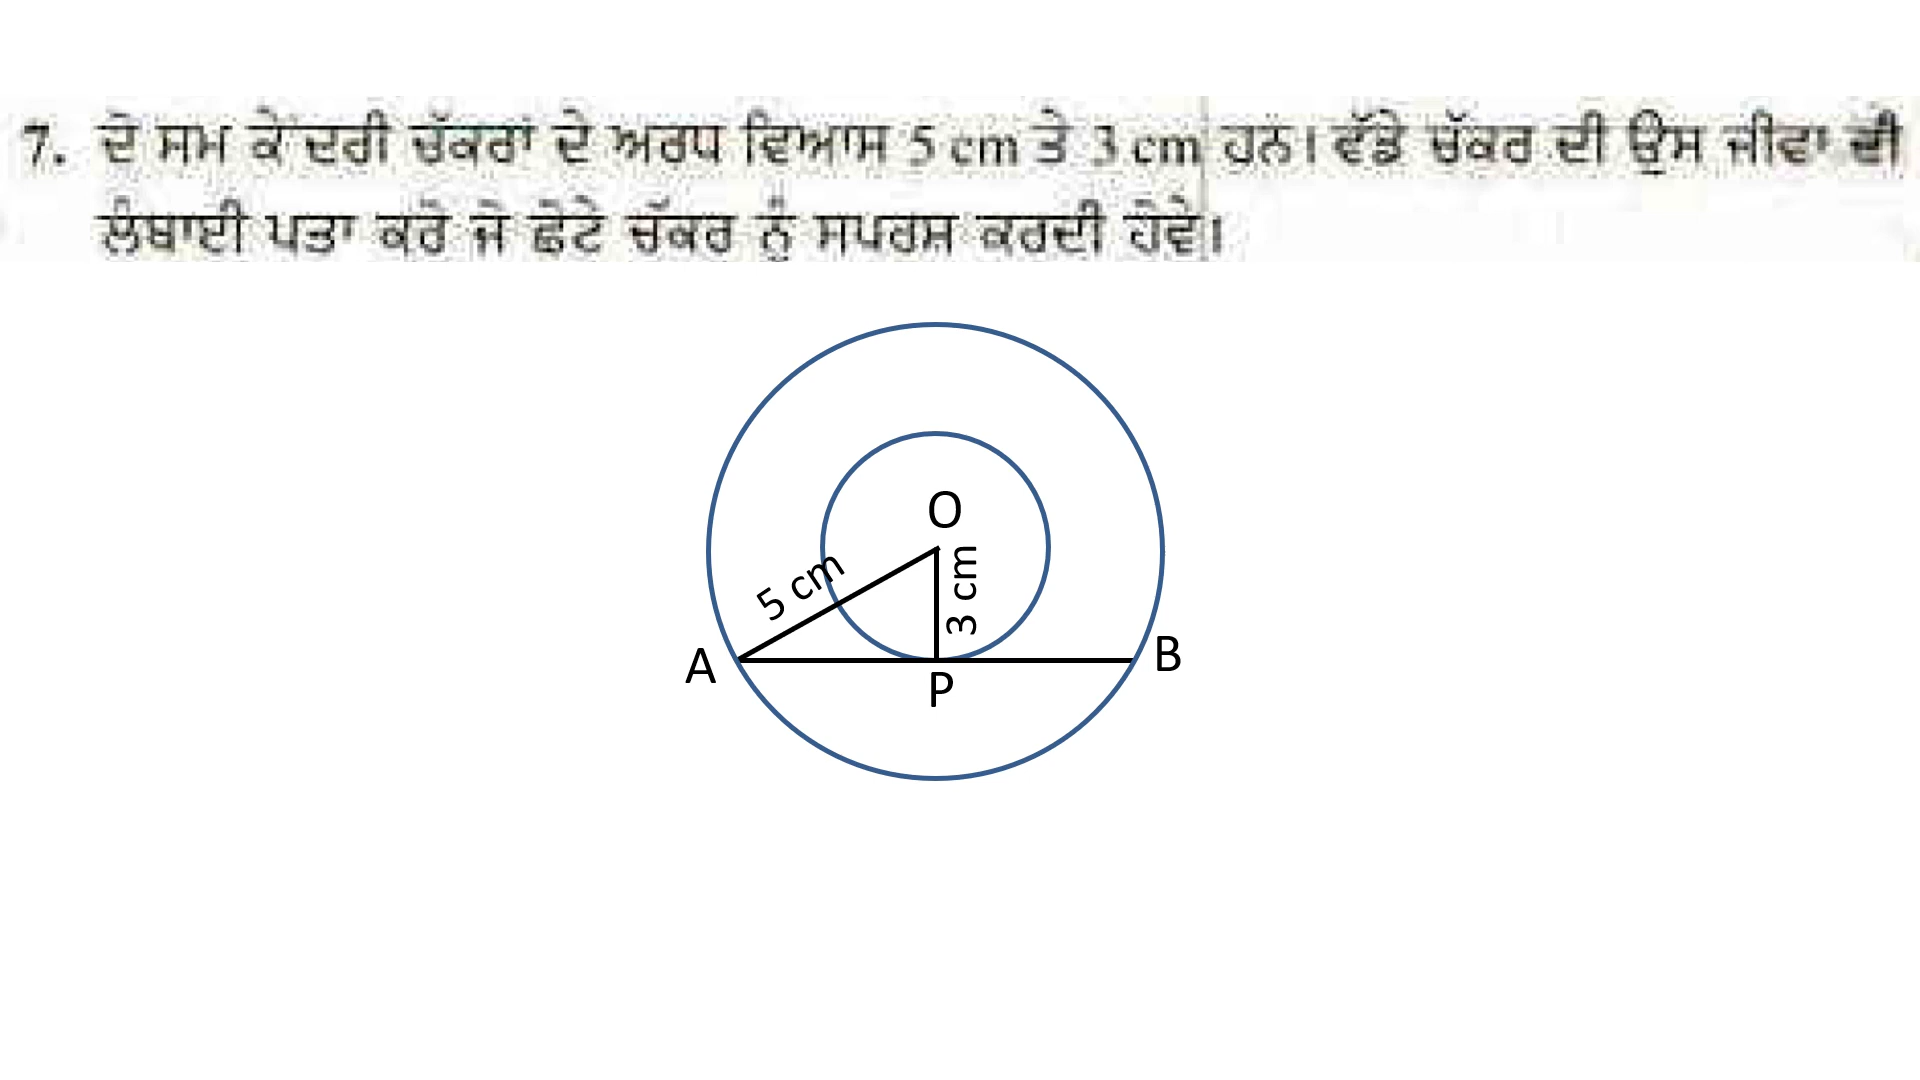 7. ਦੋ ਸਮ ਕੇਂਦਰੀ ਚੱਕਰਾਂ ਦੇ ਅਰਧ ਵਿਆਸ 5 cm ਤੇ 3 cm ਹਨ। ਵੱਡੇ ਚੱਕਰ ਦੀ ਉਸ ਜੀਵਾ ਦੀ
ਲੰਬਾਈ ਪਤਾ ਕਰੋ ਜੋ ਛੋਟੇ ਚੱਕਰ ਨੂੰ ਸਪਰਸ਼ ਕਰਦੀ ਹੋਵੇ।
O
5 cm
3 cm
A
B
P